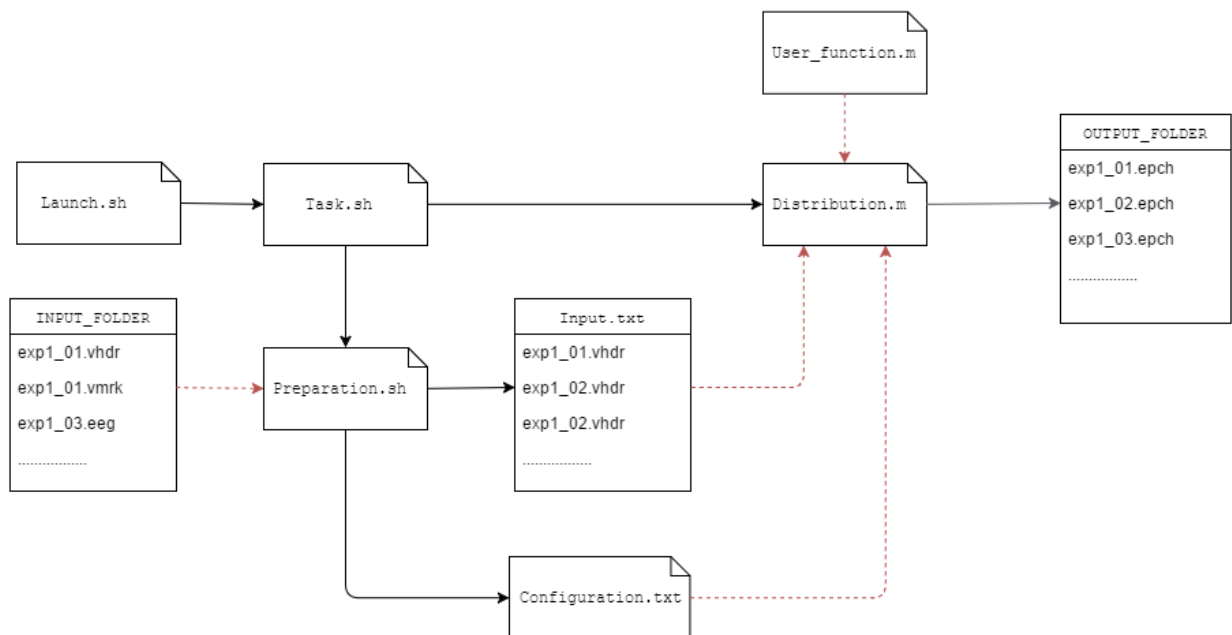 User_function.m
OUTPUT_FOLDER
exp1_01.epch
exp1_02.epch
exp1_03.epch
.................
Launch.sh
Task.sh
Distribution.m
INPUT_FOLDER
exp1_01.vhdr
exp1_01.vmrk
exp1_03.eeg
.................
Preparation.sh
Input.txt
exp1_01.vhdr
exp1_02.vhdr
exp1_02.vhdr
.................
Configuration.txt